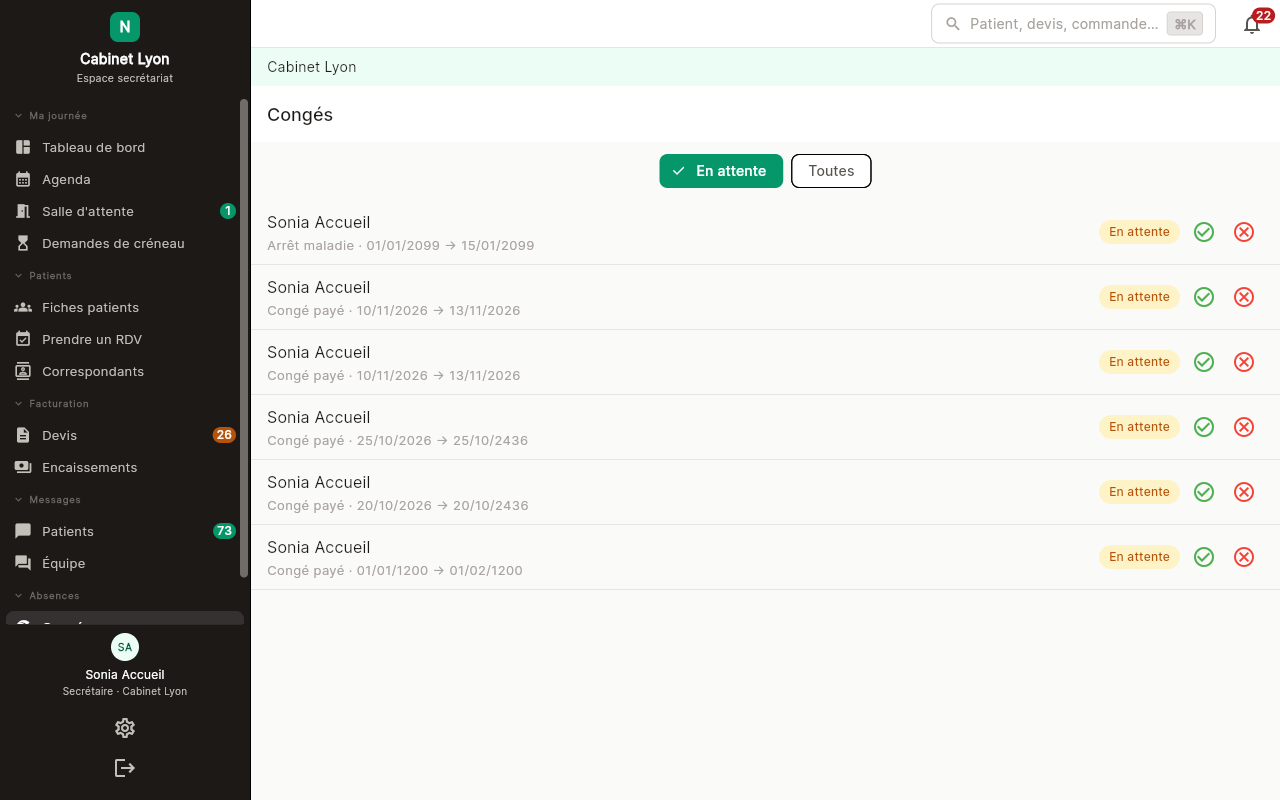 N
Cabinet Lyon
Espace secrétariat
Ma journée
Tableau de bord
Agenda
Salle d'attente 1
Demandes de créneau
Patients
Fiches patients
Prendre un RDV
Correspondants
Facturation
Devis 26
Encaissements
Messages
Patients 73
Équipe
Absences
SA
Sonia Accueil
Secrétaire · Cabinet Lyon
Patient, devis, commande... ⌘K
22
Cabinet Lyon
Congés
En attente
Toutes
Sonia Accueil
Arrêt maladie · 01/01/2099 → 15/01/2099
En attente
Sonia Accueil
Congé payé · 10/11/2026 → 13/11/2026
En attente
Sonia Accueil
Congé payé · 10/11/2026 → 13/11/2026
En attente
Sonia Accueil
Congé payé · 25/10/2026 → 25/10/2436
En attente
Sonia Accueil
Congé payé · 20/10/2026 → 20/10/2436
En attente
Sonia Accueil
Congé payé · 01/01/1200 → 01/02/1200
En attente